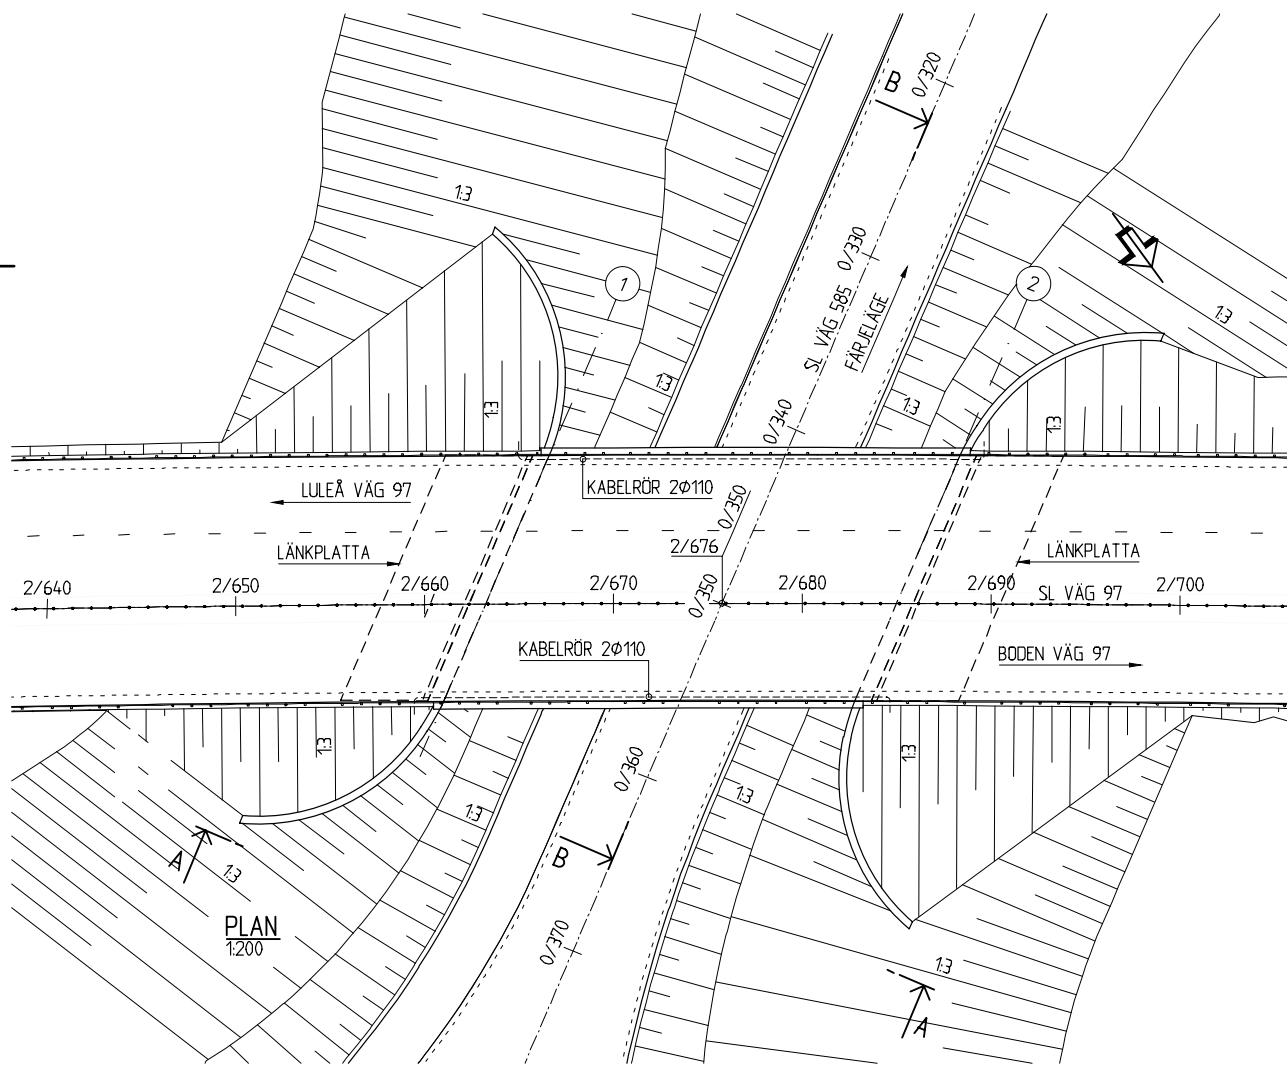 0/320
B
1:3
0/330
1
2
SL VÄG 585
FÄRJELÄGE
1:3
1:3
1:3
1:3
1:3
0/340
LULEÅ VÄG 97
KABELRÖR 2Ø110
0/350
LÄNKPLATTA
2/676
LÄNKPLATTA
2/640
2/650
2/660
2/670
0/350
2/680
2/690
SL VÄG 97
2/700
KABELRÖR 2Ø110
BODEN VÄG 97
1:3
1:3
0/360
1:3
1:3
A
1:3
B
PLAN
1:200
0/370
1:3
A